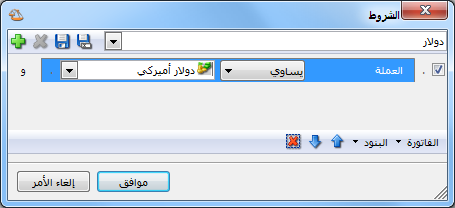 الشروط
دولار
العملة يساوي دولار أميركي . و
الفاتورة البنود
موافق إلغاء الأمر